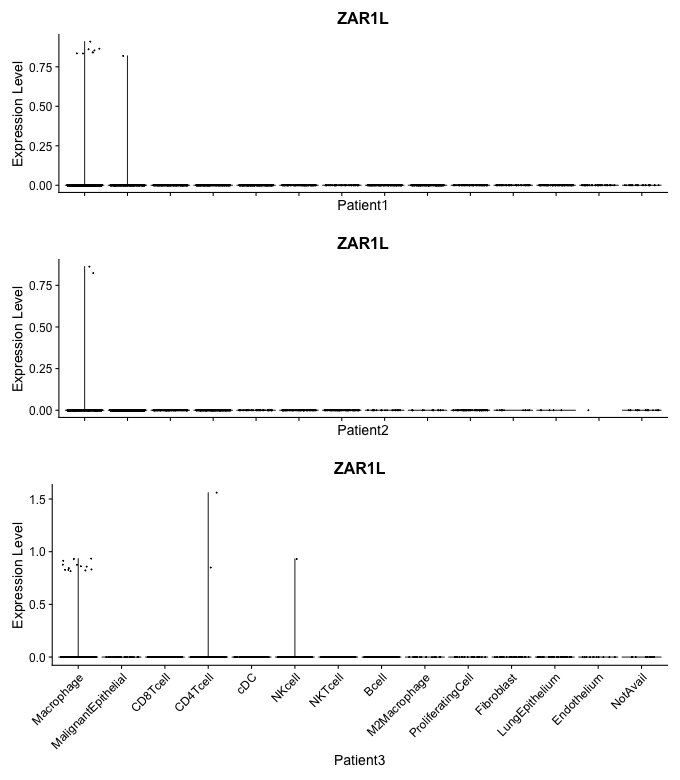 ZAR1L
Expression Level
0.75
0.50
0.25
0.00
Patient1
ZAR1L
Expression Level
0.75
0.50
0.25
0.00
Patient2
ZAR1L
Expression Level
1.5
1.0
0.5
0.0
Macrophage
MalignantEpithelial
CD8Tcell
CD4Tcell
cDC
NKcell
NKTcell
Bcell
M2Macrophage
ProliferatingCell
Fibroblast
LungEpithelium
Endothelium
NotAvail
Patient3